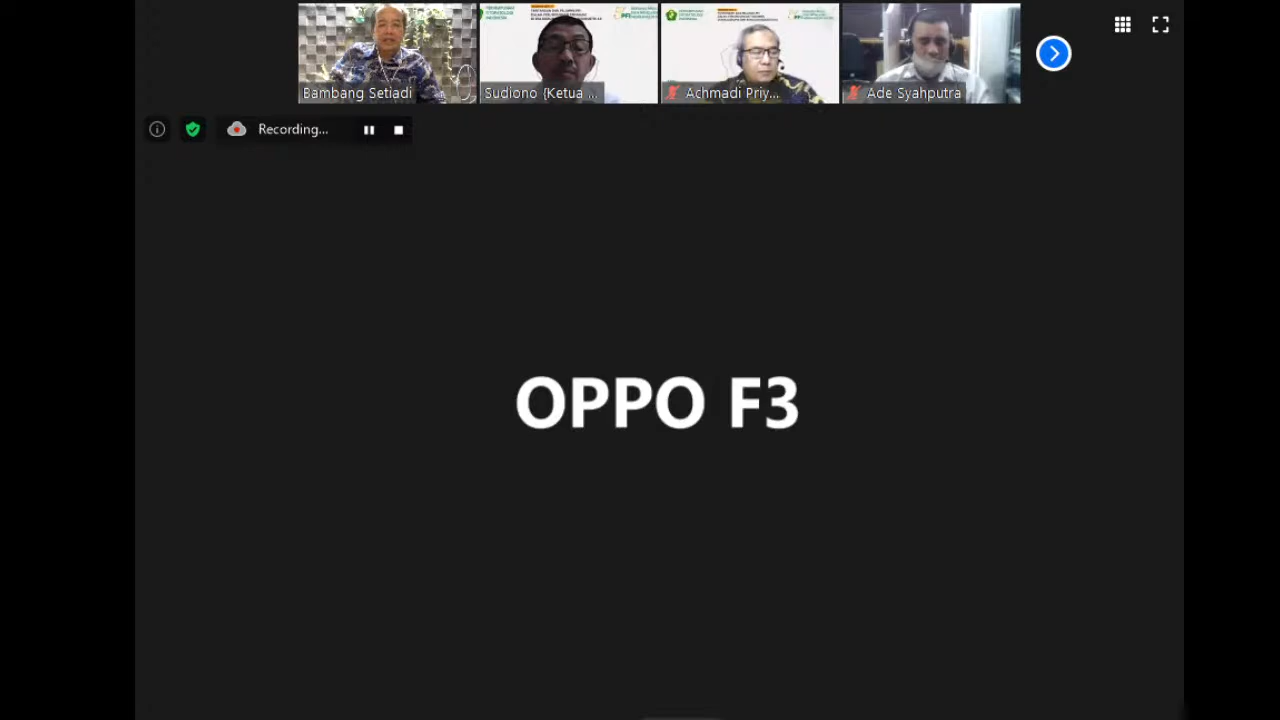 Bambang Setiadi
Sudiono (Ketua ...
Achmadi Priy...
Ade Syahputra
Recording...
OPPO F3